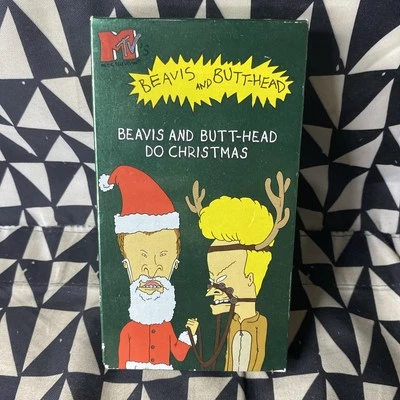 MTV's
BEAVIS AND BUTT-HEAD
BEAVIS AND BUTT-HEAD
DO CHRISTMAS